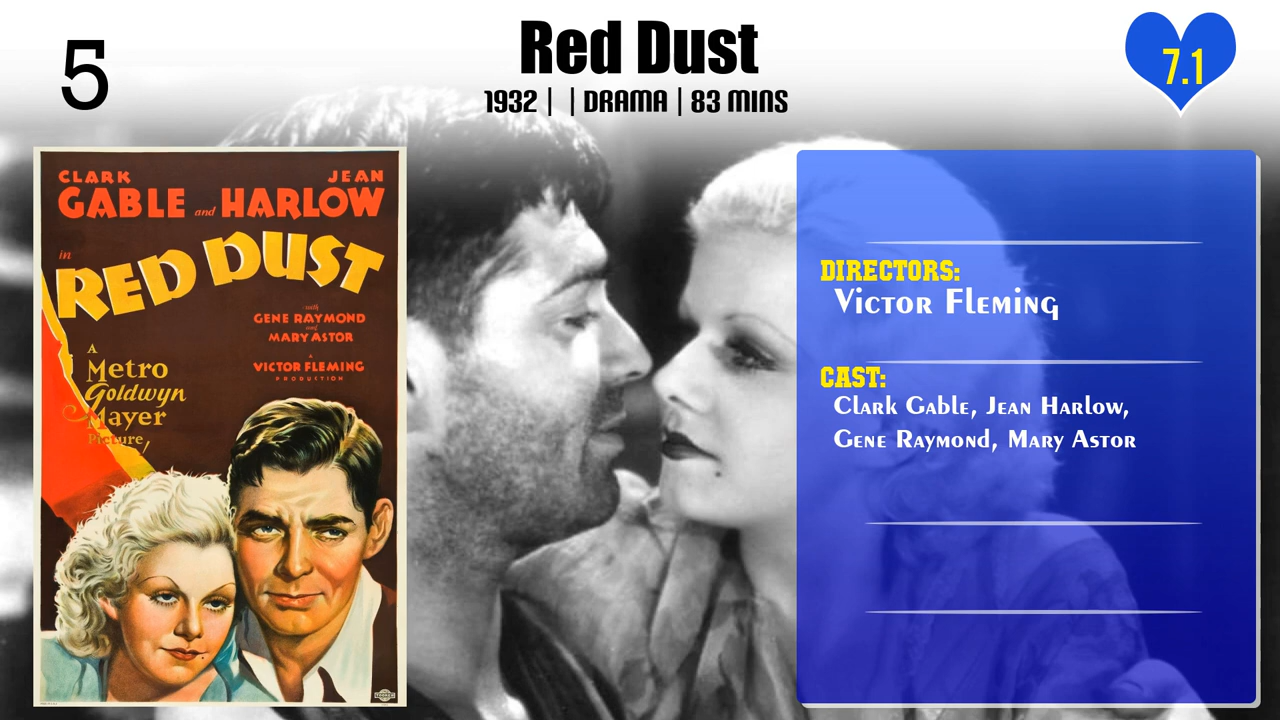 5
Red Dust
7.1
1932 | | DRAMA | 83 MINS
CLARK JEAN
GABLE and HARLOW
in
RED DUST
with
GENE RAYMOND
and
MARY ASTOR
A
VICTOR FLEMING
PRODUCTION
A
Metro
Goldwyn
Mayer
Picture
DIRECTORS:
Victor Fleming
CAST:
Clark Gable, Jean Harlow,
Gene Raymond, Mary Astor